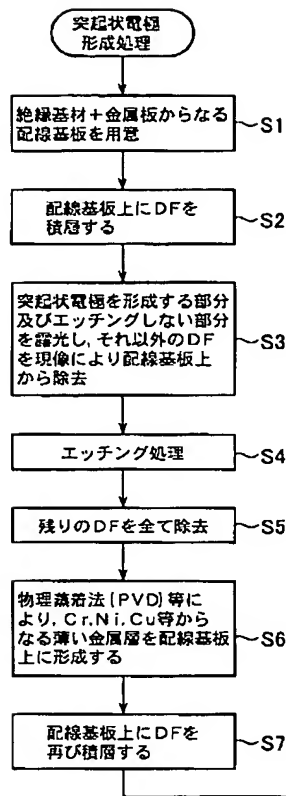 突起状電極
形成処理
絶縁基材+金属板からなる
配線基板を用意
~S1
配線基板上にDFを
積層する
~S2
突起状電極を形成する部分
及びエッチングしない部分
を露光し,それ以外のDF
を現像により配線基板上
から除去
~S3
エッチング処理
~S4
残りのDFを全て除去
~S5
物理蒸着法(PVD)等に
より,Cr,Ni,Cu等から
なる薄い金属層を配線基板
上に形成する
~S6
配線基板上にDFを
再び積層する
~S7